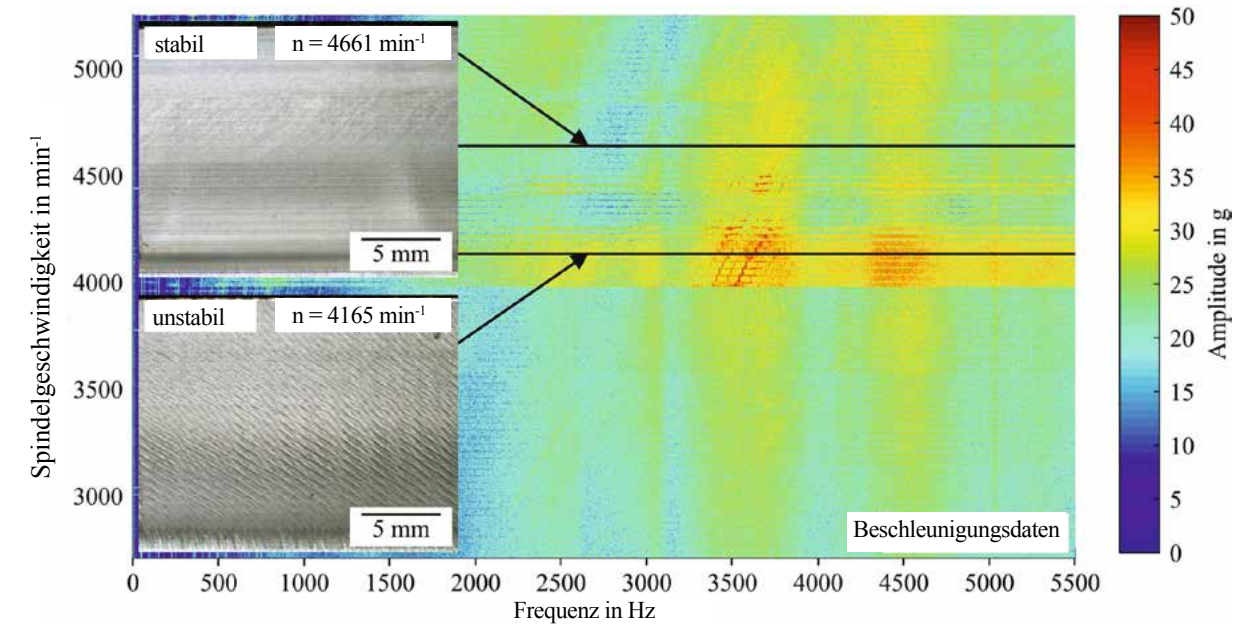 Spindelgeschwindigkeit in min⁻¹
5000
4500
4000
3500
3000
stabil
n = 4661 min⁻¹
5 mm
unstabil
n = 4165 min⁻¹
5 mm
Beschleunigungsdaten
0 500 1000 1500 2000 2500 3000 3500 4000 4500 5000 5500
Frequenz in Hz
50
45
40
35
30
25
20
15
10
5
0
Amplitude in g